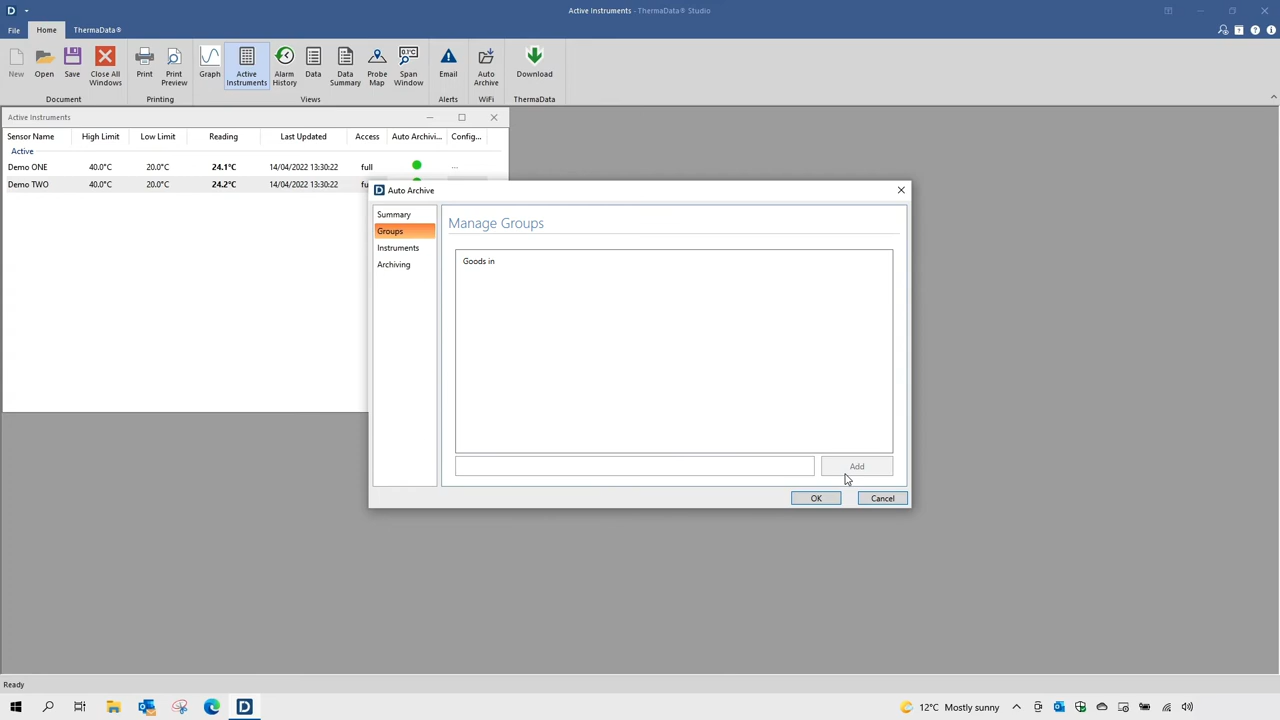 Active Instruments - ThermaData® Studio
File Home ThermaData®
New Open Save Close All Windows Print Print Preview Graph Active Instruments Alarm History Data Data Summary Probe Map Span Window Email Auto Archive Download
Document Printing Views Alerts WiFi ThermaData
Active Instruments
Sensor Name High Limit Low Limit Reading Last Updated Access Auto Archivi... Config...
Active
Demo ONE 40.0°C 20.0°C 24.1°C 14/04/2022 13:30:22 full ...
Demo TWO 40.0°C 20.0°C 24.2°C 14/04/2022 13:30:22
Auto Archive
Summary
Groups
Instruments
Archiving
Manage Groups
Goods in
Add
OK Cancel
Ready
12°C Mostly sunny